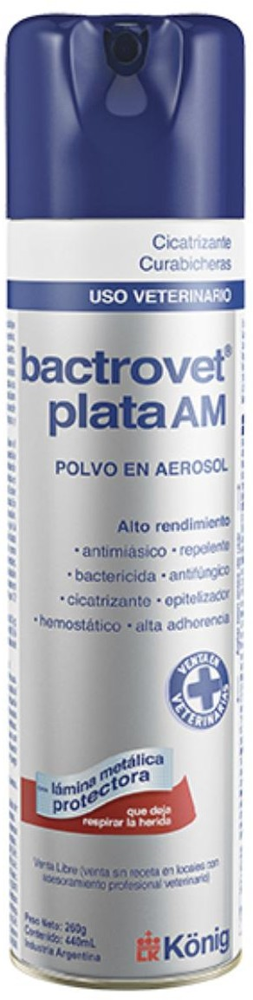 Cicatrizante
Curabicheras
USO VETERINARIO
bactrovet®
plata AM
POLVO EN AEROSOL
Alto rendimiento
• antimiásico • repelente
• bactericida • antifúngico
• cicatrizante • epitelizador
• hemostático • alta adherencia
VENTA EN
VETERINARIAS
lámina metálica
protectora
que deja
respirar la herida
Venta Libre (venta sin receta en locales con
asesoramiento profesional veterinario)
Peso Neto: 260g
Contenido: 440mL
Industria Argentina
LK König